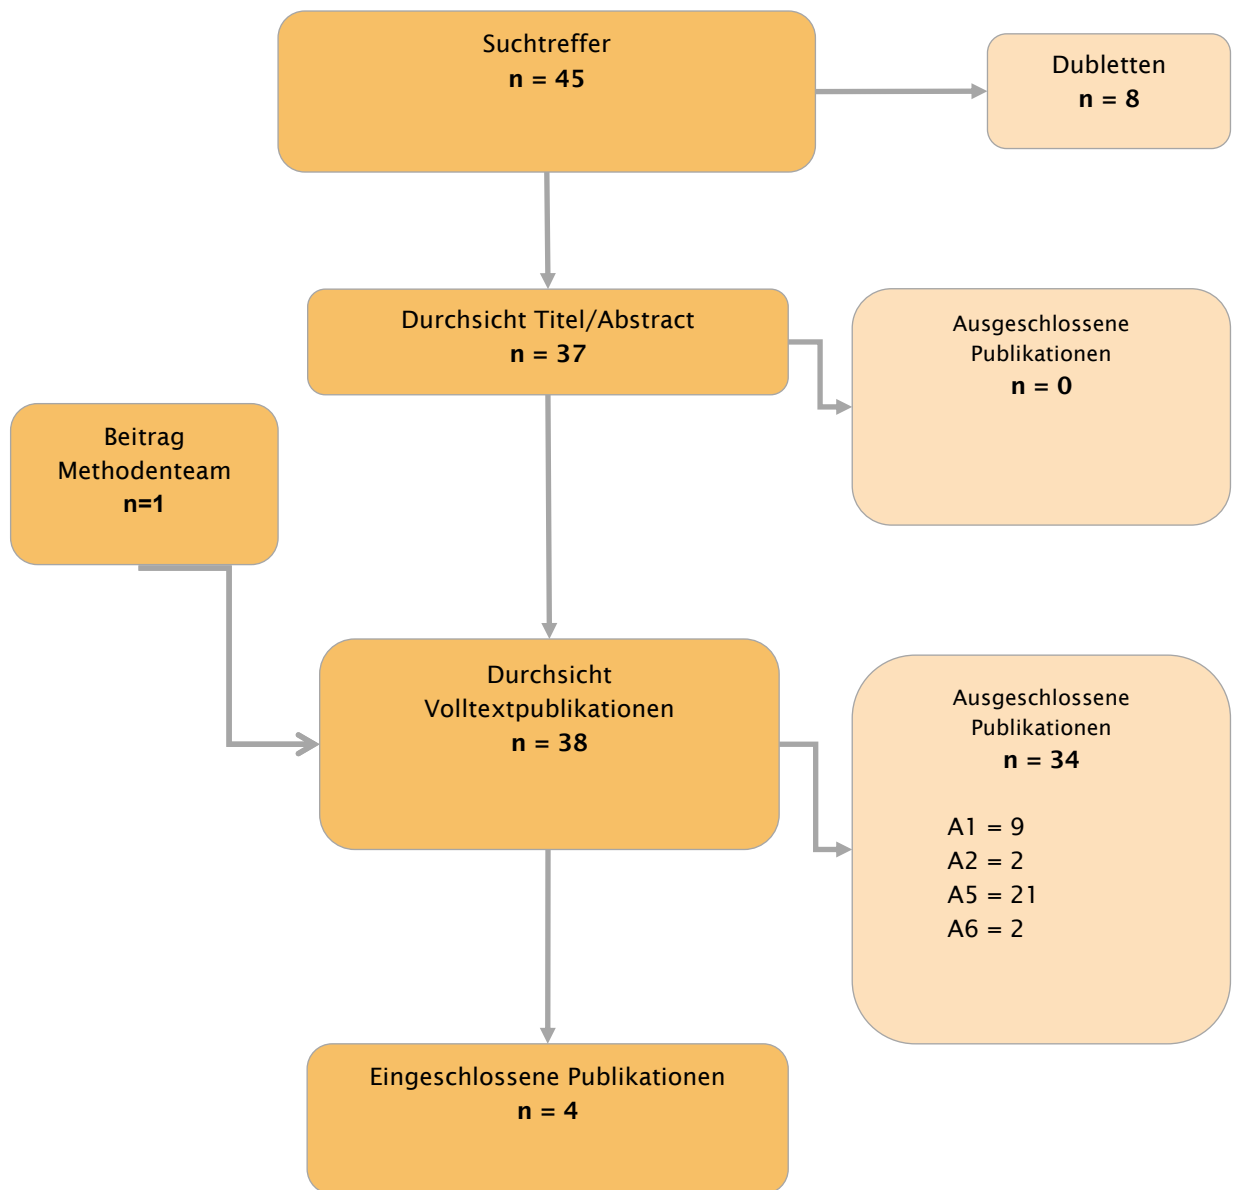 Suchtreffer
n = 45
Dubletten
n = 8
Durchsicht Titel/Abstract
n = 37
Ausgeschlossene
Publikationen
n = 0
Beitrag
Methodenteam
n=1
Durchsicht
Volltextpublikationen
n = 38
Ausgeschlossene
Publikationen
n = 34
A1 = 9
A2 = 2
A5 = 21
A6 = 2
Eingeschlossene Publikationen
n = 4